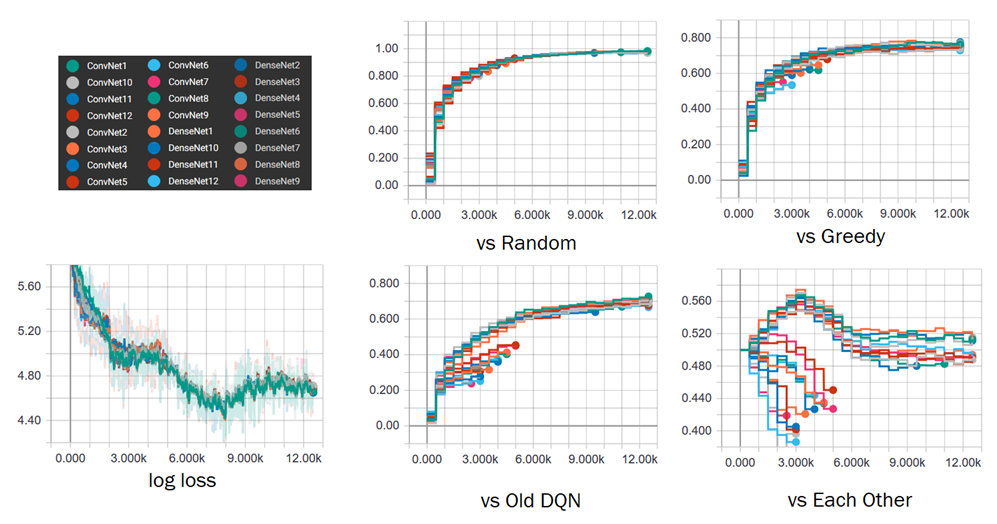 ConvNet1 ConvNet6 DenseNet2
ConvNet10 ConvNet7 DenseNet3
ConvNet11 ConvNet8 DenseNet4
ConvNet12 ConvNet9 DenseNet5
ConvNet2 DenseNet1 DenseNet6
ConvNet3 DenseNet10 DenseNet7
ConvNet4 DenseNet11 DenseNet8
ConvNet5 DenseNet12 DenseNet9
1.00
0.800
0.600
0.400
0.200
0.00
0.000 3.000k 6.000k 9.000k 12.00k
vs Random
0.800
0.600
0.400
0.200
0.00
0.000 3.000k 6.000k 9.000k 12.00k
vs Greedy
5.60
5.20
4.80
4.40
0.000 3.000k 6.000k 9.000k 12.00k
log loss
0.800
0.600
0.400
0.200
0.00
0.000 3.000k 6.000k 9.000k 12.00k
vs Old DQN
0.560
0.520
0.480
0.440
0.400
0.000 3.000k 6.000k 9.000k 12.00k
vs Each Other